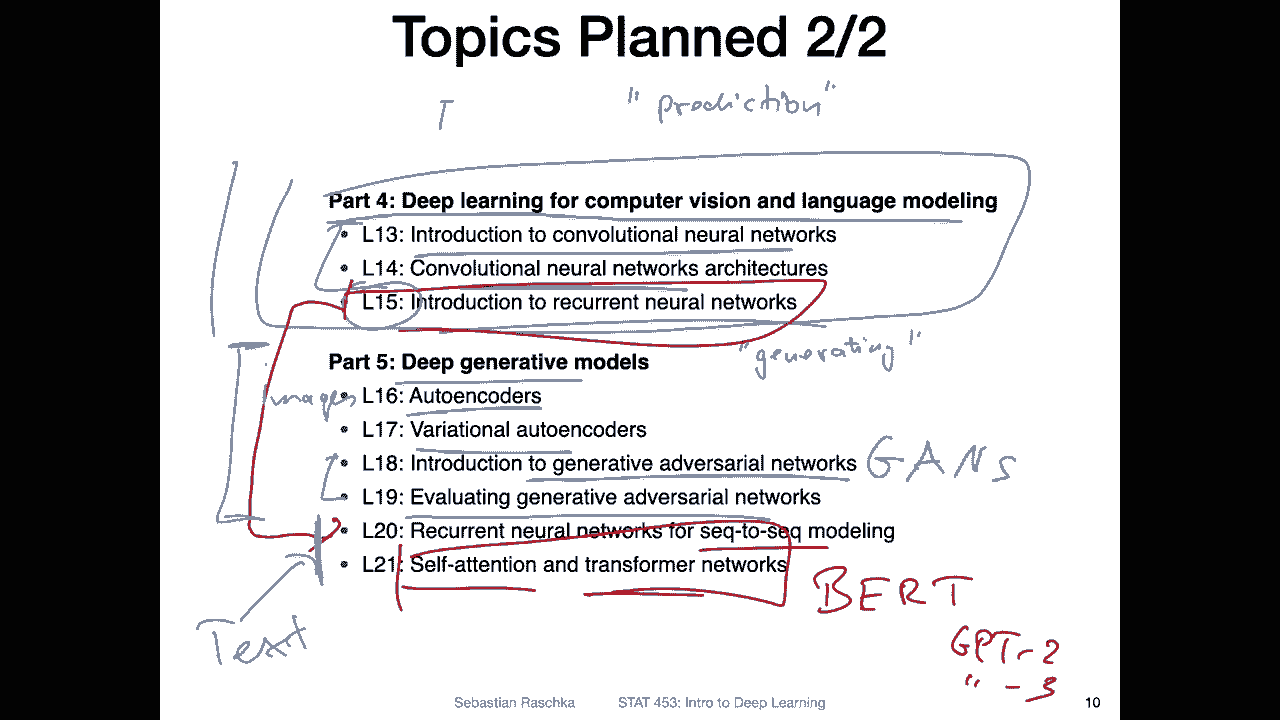 Topics Planned 2/2
T "prediction"
Part 4: Deep learning for computer vision and language modeling
• L13: Introduction to convolutional neural networks
• L14: Convolutional neural networks architectures
• L15: Introduction to recurrent neural networks
"generating"
Part 5: Deep generative models
images
• L16: Autoencoders
• L17: Variational autoencoders
• L18: Introduction to generative adversarial networks GANs
• L19: Evaluating generative adversarial networks
• L20: Recurrent neural networks for seq-to-seq modeling
• L21: Self-attention and transformer networks
BERT
Text
GPT-2
" -3
Sebastian Raschka STAT 453: Intro to Deep Learning 10